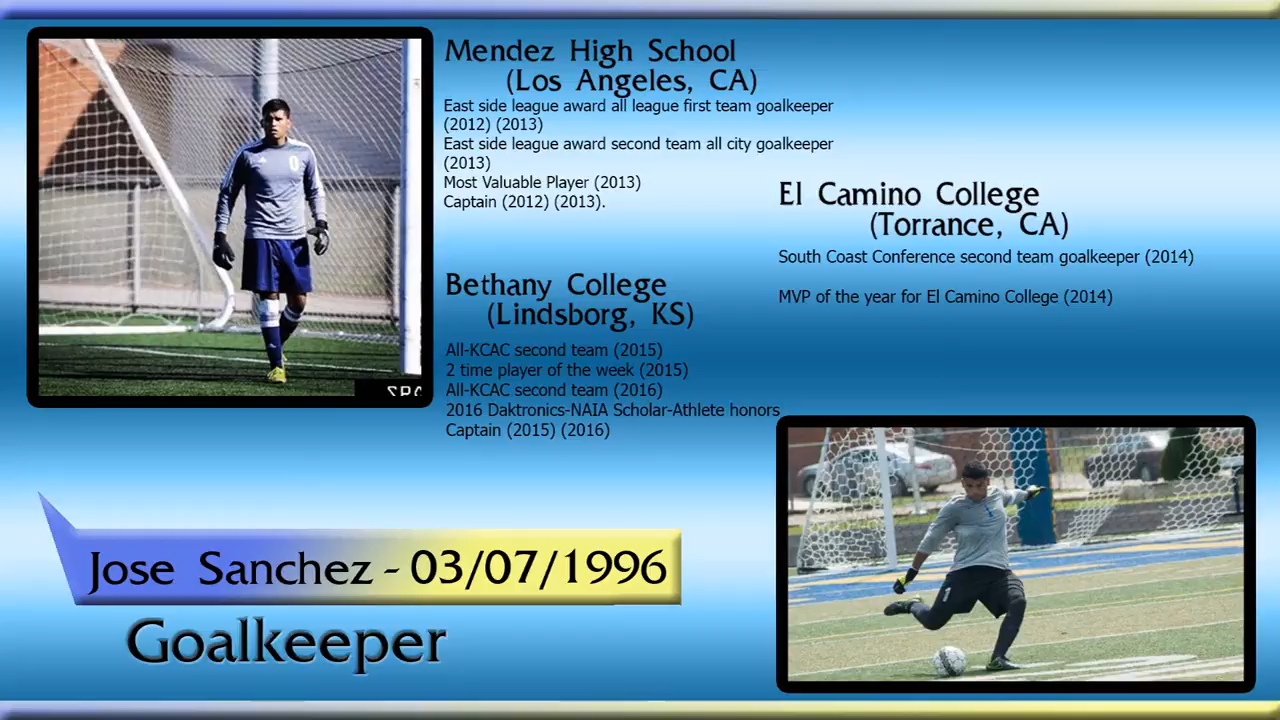 Mendez High School
(Los Angeles, CA)
East side league award all league first team goalkeeper
(2012) (2013)
East side league award second team all city goalkeeper
(2013)
Most Valuable Player (2013)
Captain (2012) (2013).
El Camino College
(Torrance, CA)
South Coast Conference second team goalkeeper (2014)
MVP of the year for El Camino College (2014)
Bethany College
(Lindsborg, KS)
All-KCAC second team (2015)
2 time player of the week (2015)
All-KCAC second team (2016)
2016 Daktronics-NAIA Scholar-Athlete honors
Captain (2015) (2016)
Jose Sanchez - 03/07/1996
Goalkeeper